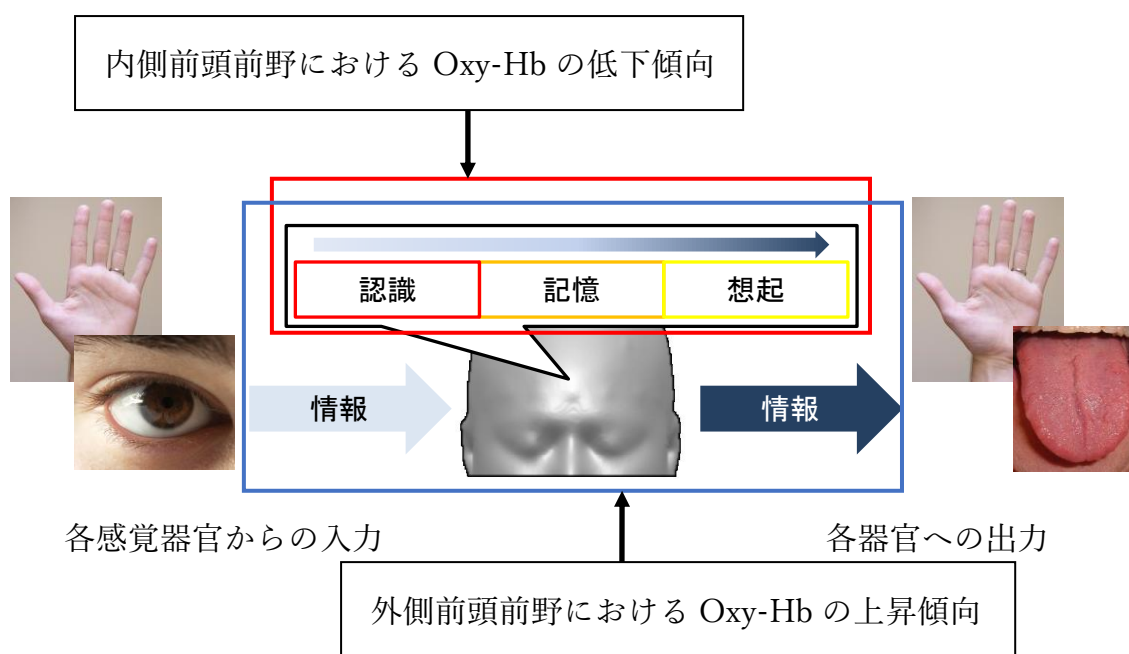 内側前頭前野における Oxy-Hb の低下傾向
認識
記憶
想起
情報
情報
各感覚器官からの入力
各器官への出力
外側前頭前野における Oxy-Hb の上昇傾向